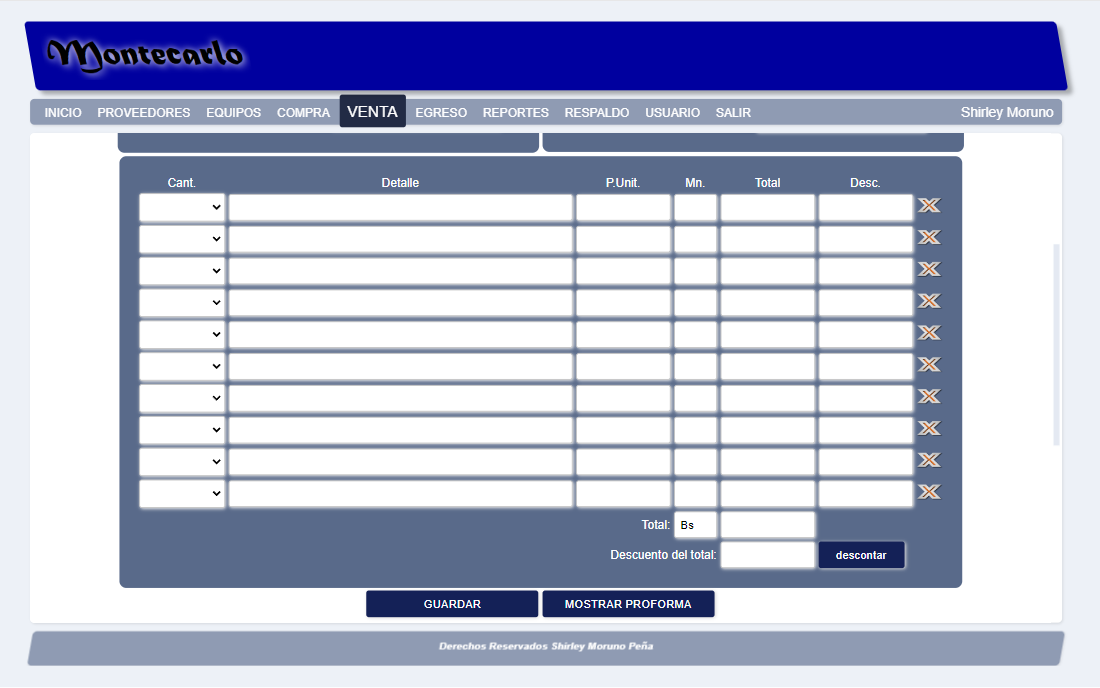 Montecarlo
INICIO PROVEEDORES EQUIPOS COMPRA VENTA EGRESO REPORTES RESPALDO USUARIO SALIR Shirley Moruno
Cant. Detalle P.Unit. Mn. Total Desc.
Total: Bs
Descuento del total: descontar
GUARDAR MOSTRAR PROFORMA
Derechos Reservados Shirley Moruno Peña